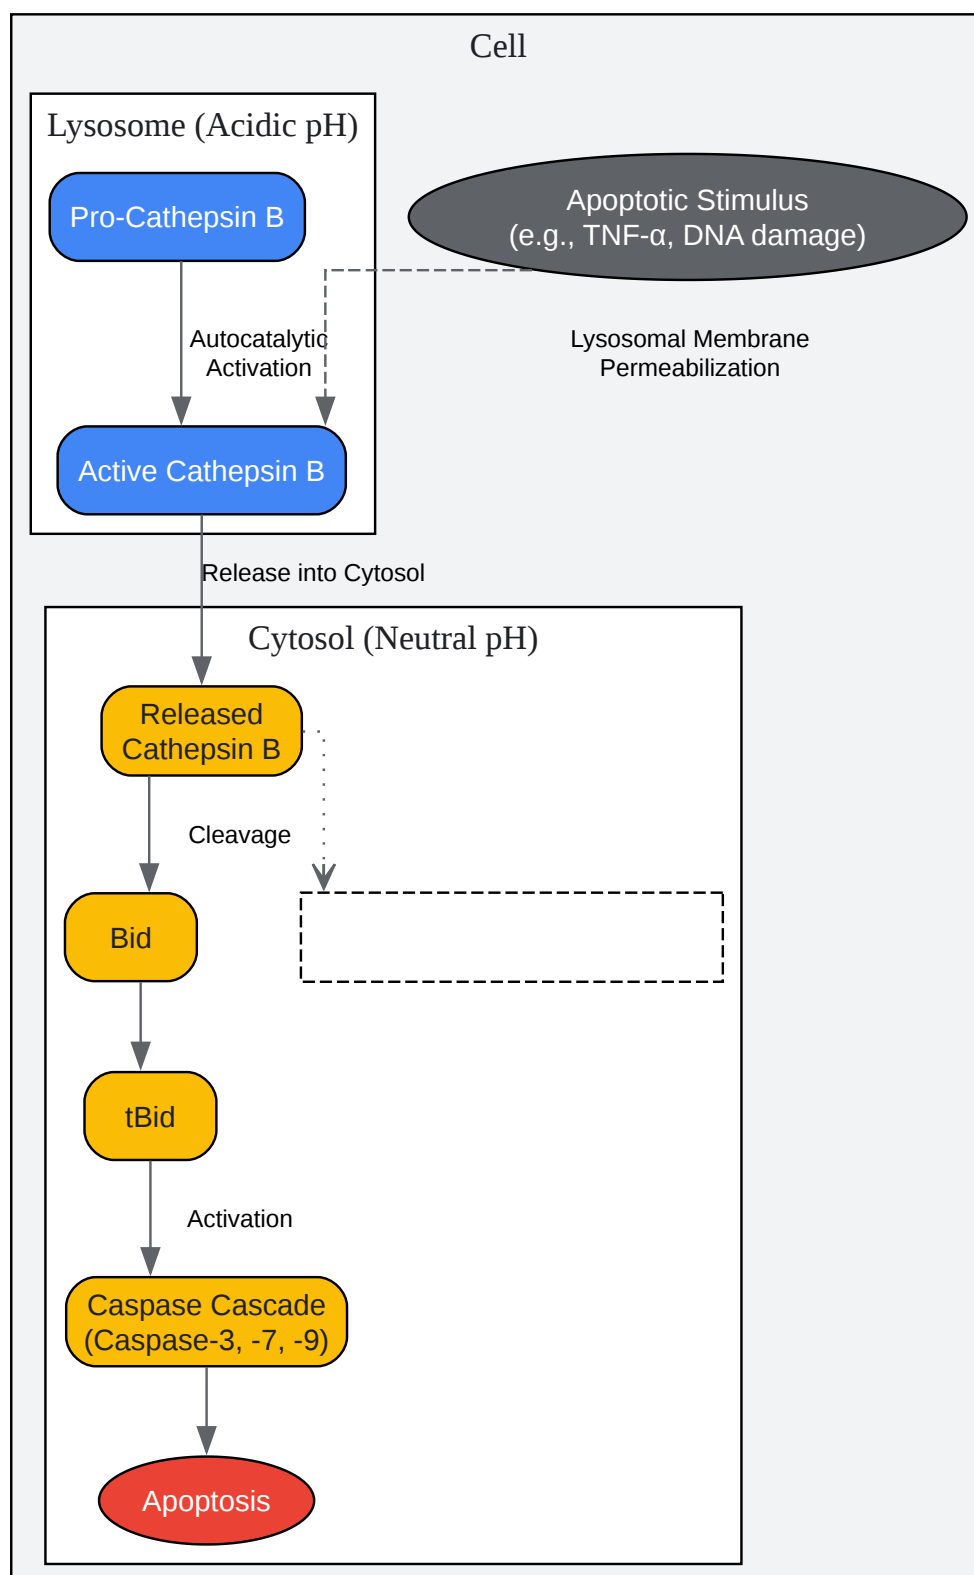 Cell
Lysosome (Acidic pH)
Pro-Cathepsin B
Apoptotic Stimulus
(e.g., TNF-α, DNA damage)
Autocatalytic
Activation
Lysosomal Membrane
Permeabilization
Active Cathepsin B
Release into Cytosol
Cytosol (Neutral pH)
Released
Cathepsin B
Cleavage
Bid
tBid
Activation
Caspase Cascade
(Caspase-3, -7, -9)
Apoptosis